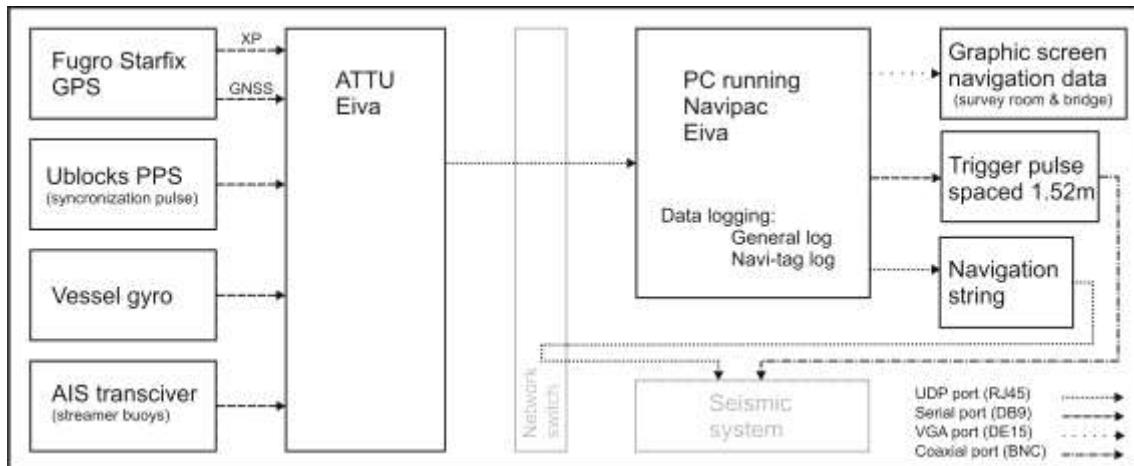 Fugro Starfix
GPS
XP
GNSS
Ublocks PPS
(syncronization pulse)
Vessel gyro
AIS transciver
(streamer buoys)
ATTU
Eiva
Network
switch
PC running
Navipac
Eiva
Data logging:
General log
Navi-tag log
Graphic screen
navigation data
(survey room & bridge)
Trigger pulse
spaced 1.52m
Navigation
string
Seismic
system
UDP port (RJ45)
Serial port (DB9)
VGA port (DE15)
Coaxial port (BNC)